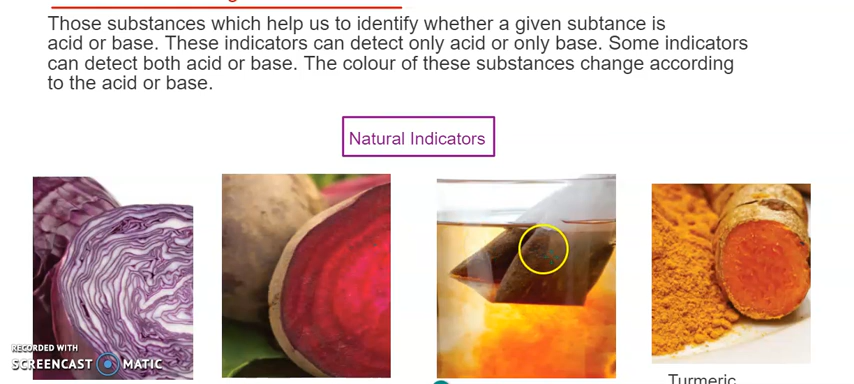 Those substances which help us to identify whether a given subtance is
acid or base. These indicators can detect only acid or only base. Some indicators
can detect both acid or base. The colour of these substances change according
to the acid or base.
Natural Indicators
RECORDED WITH
SCREENCAST MATIC
Turmeric